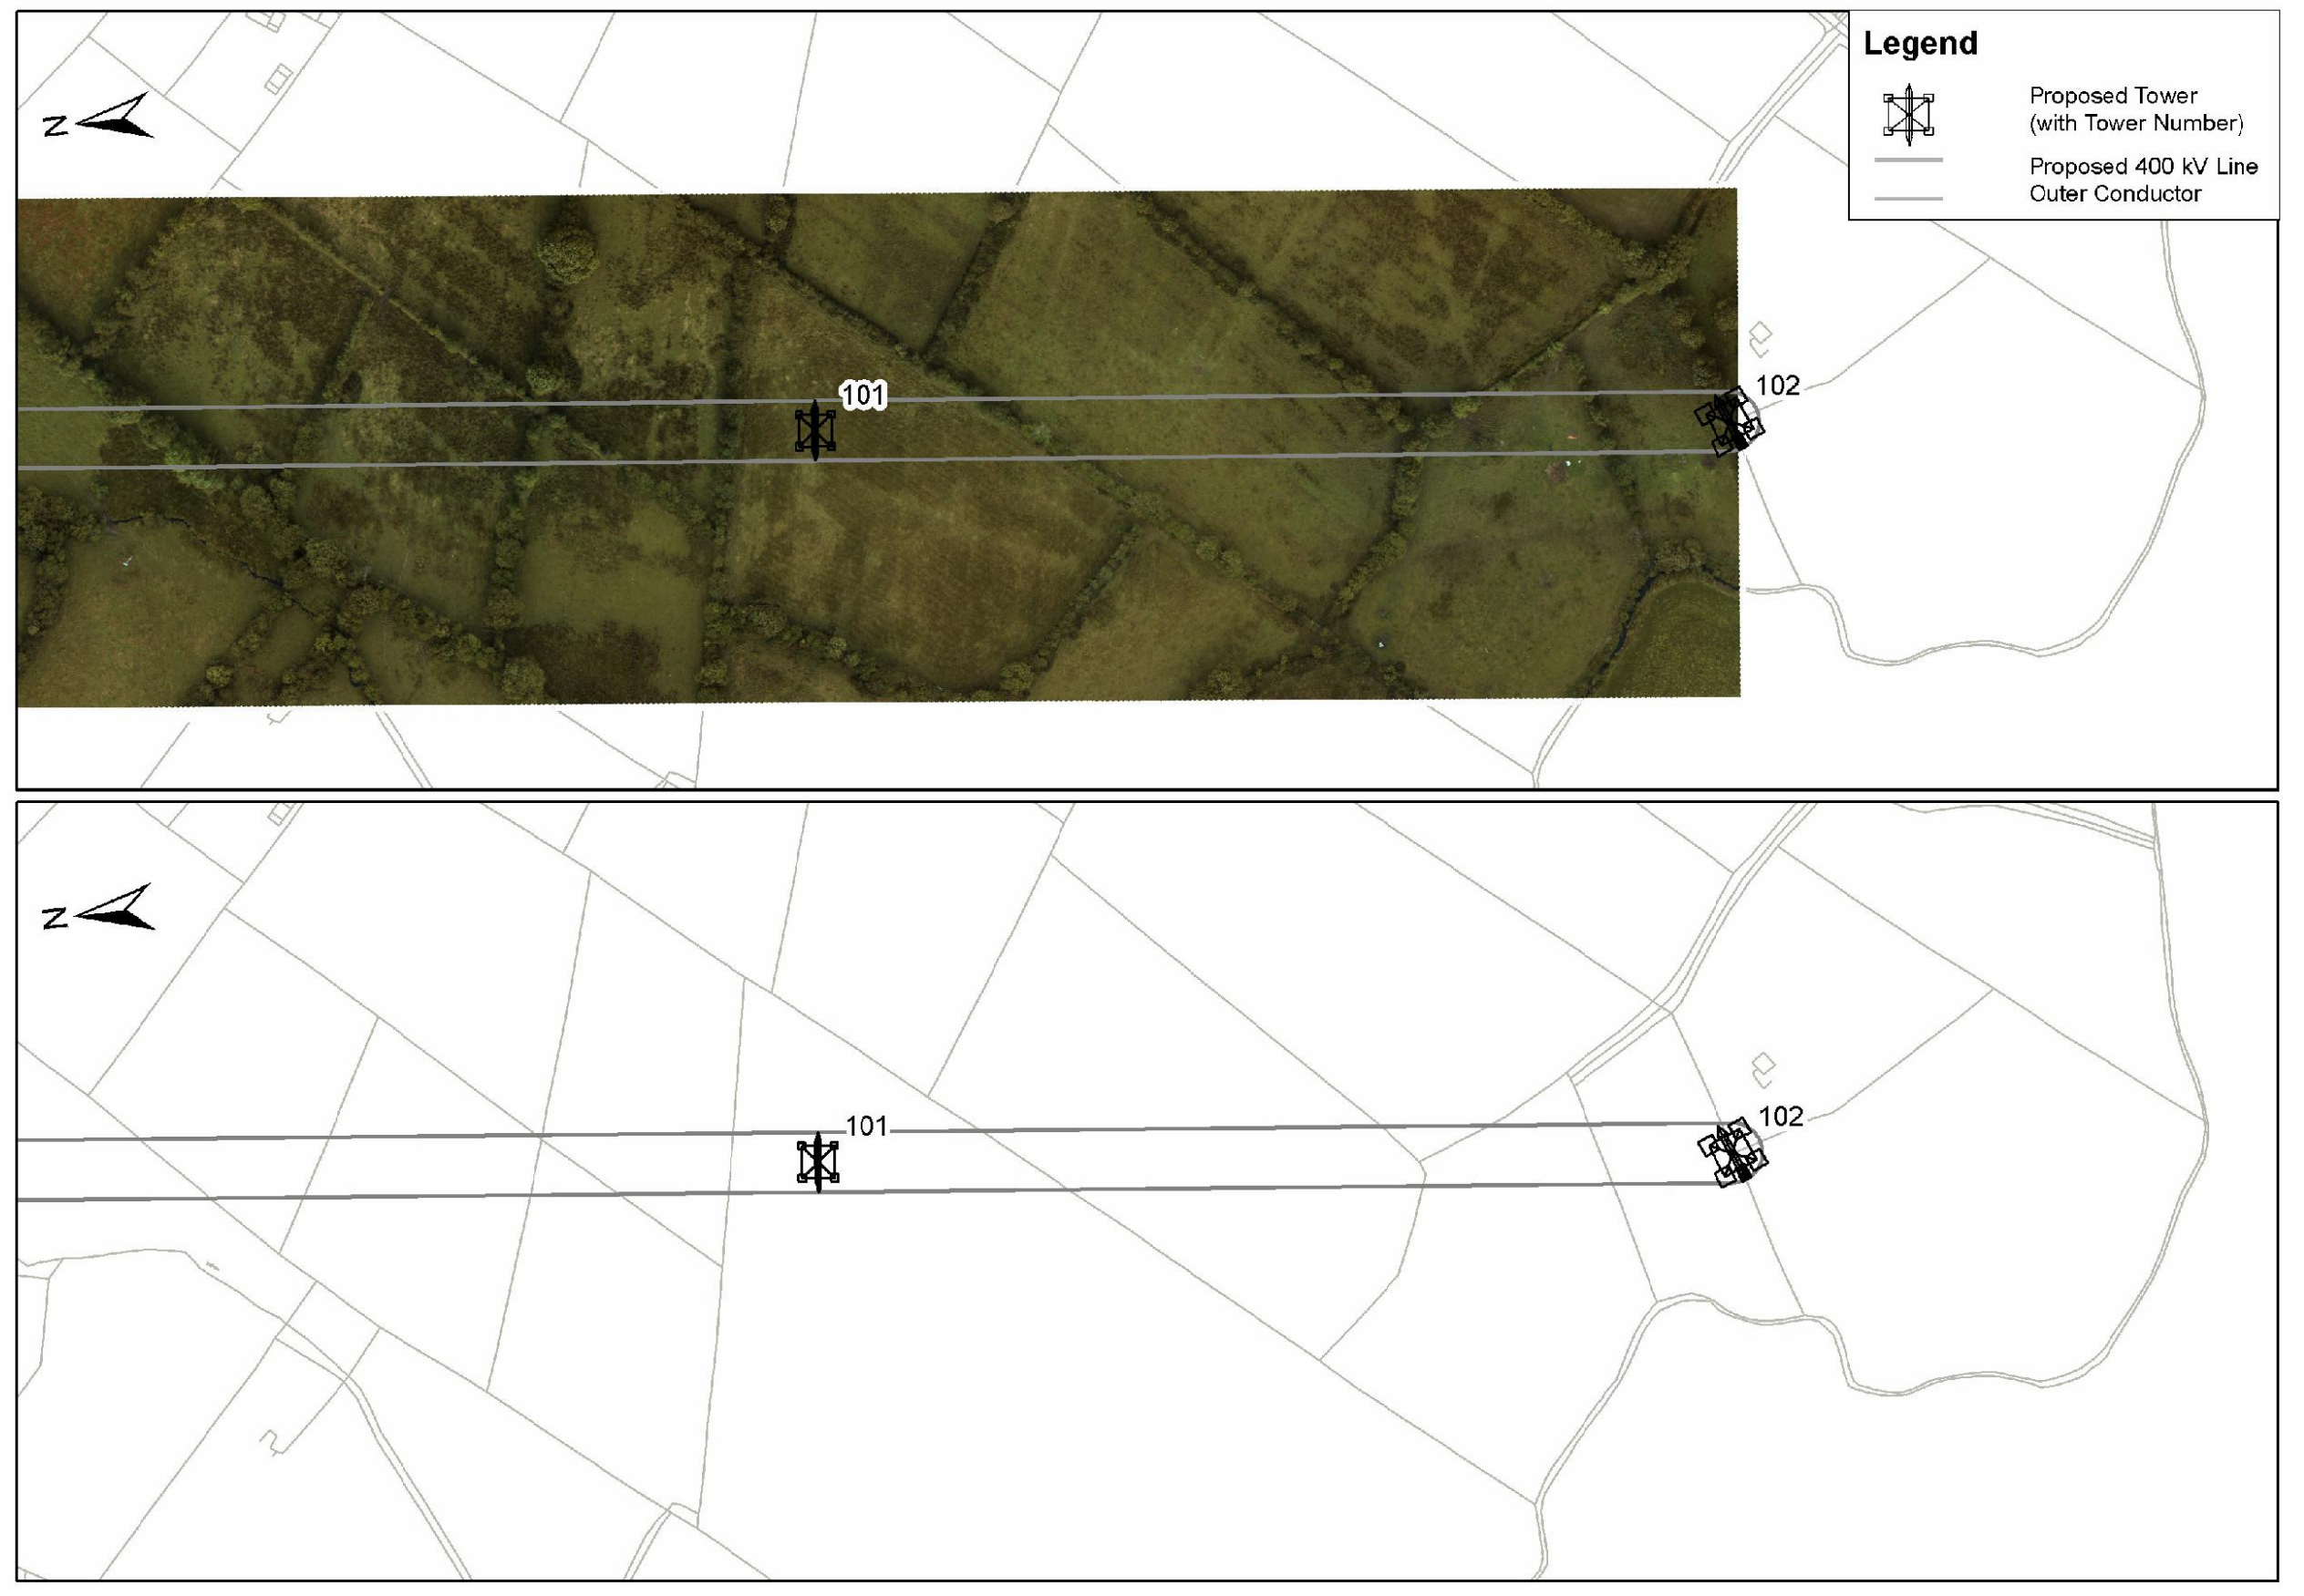 Legend
Proposed Tower
(with Tower Number)
Proposed 400 kV Line
Outer Conductor
N
101
102
N
101
102